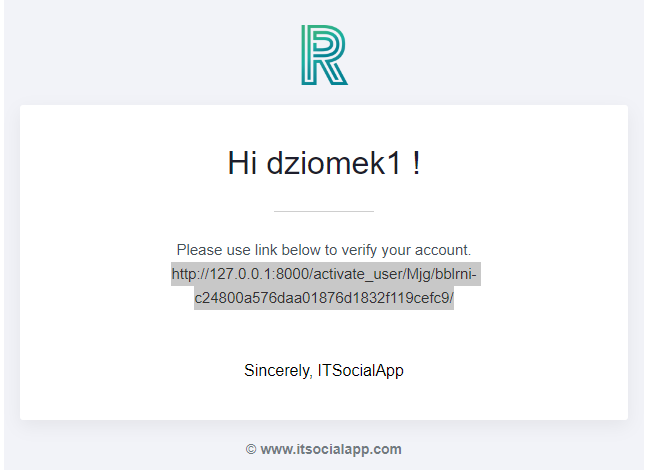 R
Hi dziomek1 !
Please use link below to verify your account.
http://127.0.0.1:8000/activate_user/Mjg/bblrni-
c24800a576daa01876d1832f119cefc9/
Sincerely, ITSocialApp
© www.itsocialapp.com